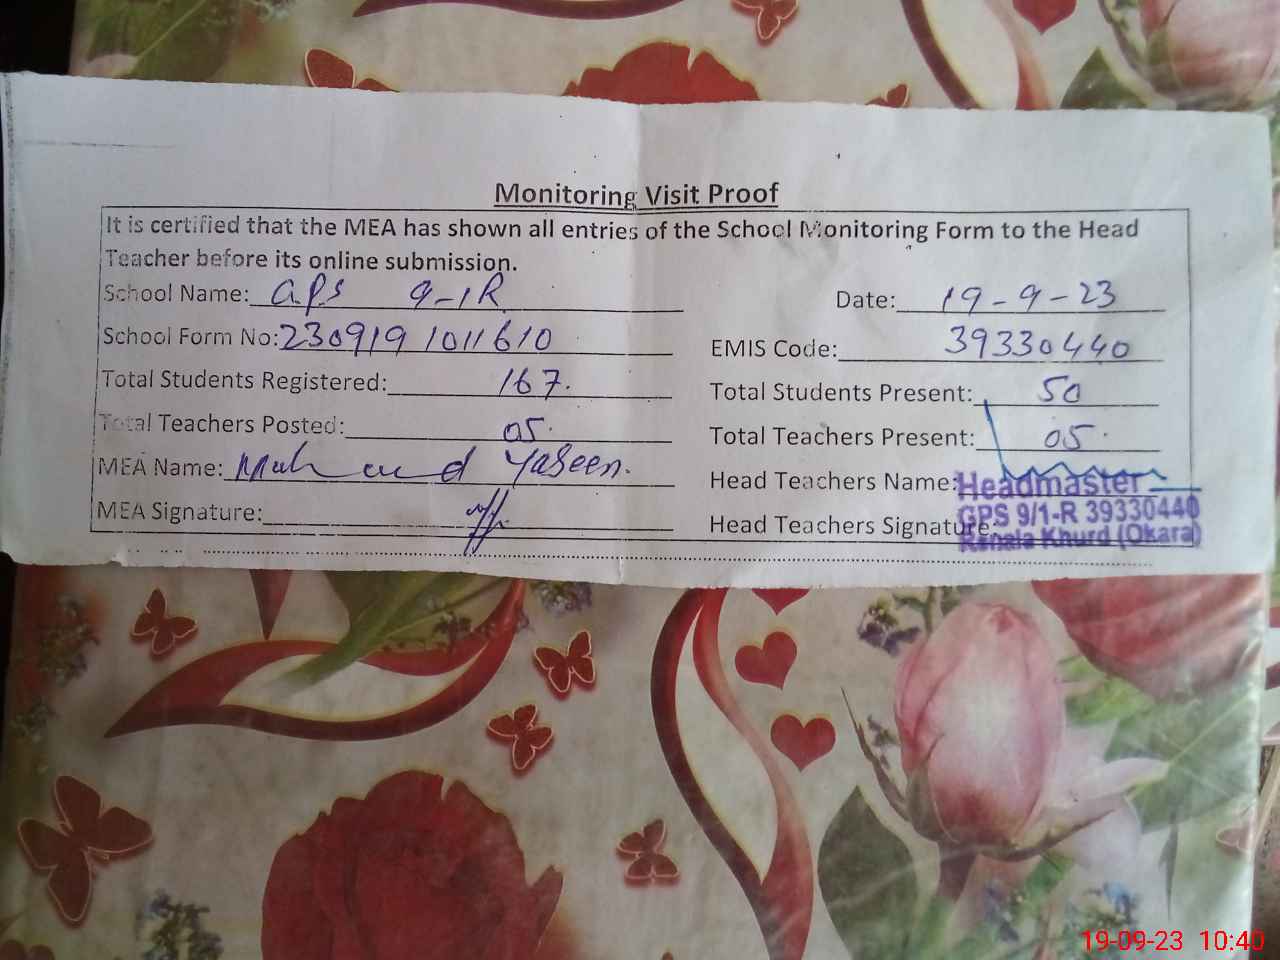 Monitoring Visit Proof
It is certified that the MEA has shown all entries of the School Monitoring Form to the Head
Teacher before its online submission.
School Name: GPS 9-1R Date: 19-9-23
School Form No: 2309191011610 EMIS Code: 39330440
Total Students Registered: 167. Total Students Present: 50
Total Teachers Posted: 05. Total Teachers Present: 05.
MEA Name: Muhammad Yaseen. Head Teachers Name:
MEA Signature: Head Teachers Signature:
Headmaster
GPS 9/1-R 39330440
Renala Khurd (Okara)
19-09-23 10:40